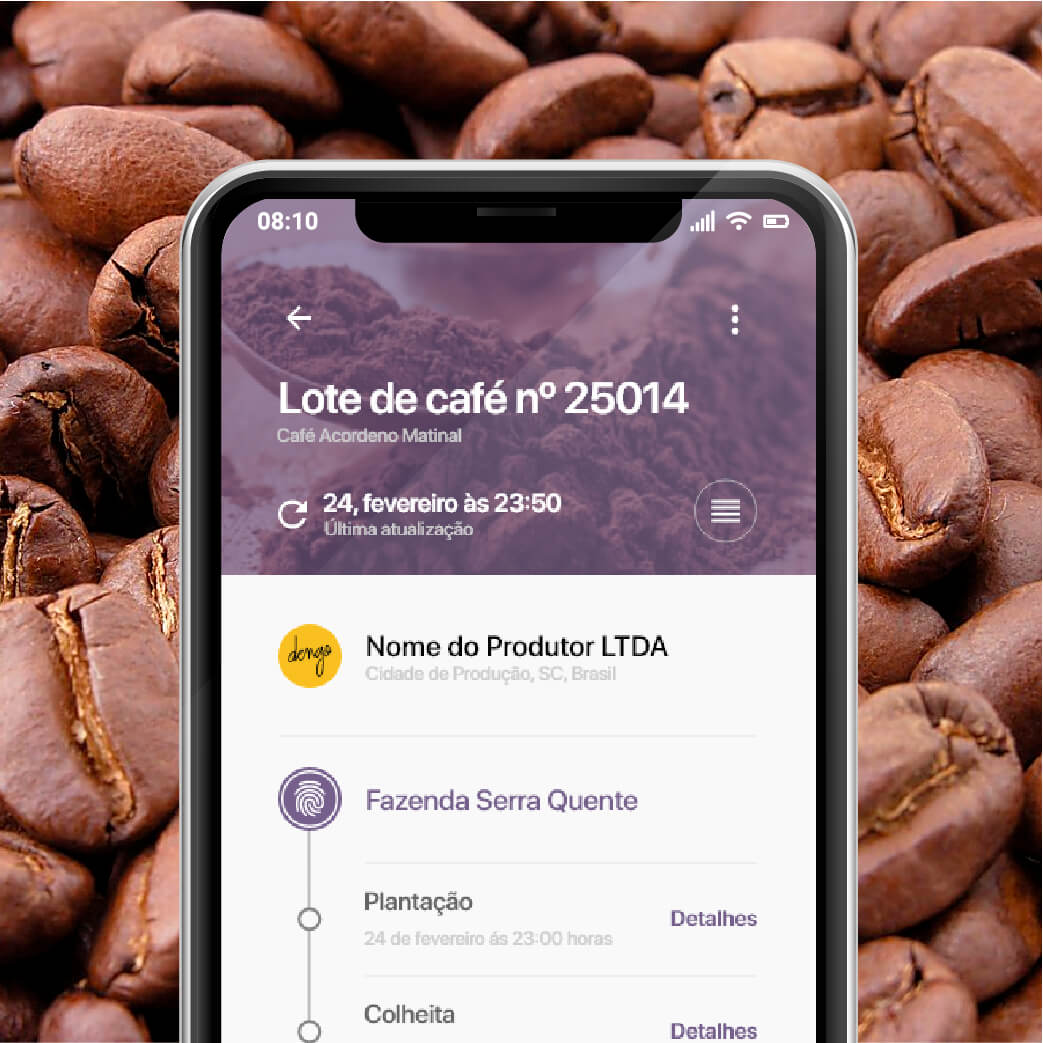 08:10
Lote de café nº 25014
Café Acordeno Matinal
24, fevereiro às 23:50
Última atualização
dengo
Nome do Produtor LTDA
Cidade de Produção, SC, Brasil
Fazenda Serra Quente
Plantação
Detalhes
24 de fevereiro ás 23:00 horas
Colheita
Detalhes